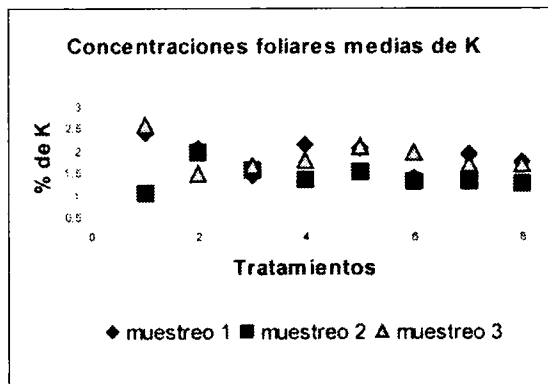 Concentraciones foliares medias de K
% de K
3
2.5
2
1.5
1
0.5
0 2 4 6 8
Tratamientos
muestreo 1 muestreo 2 muestreo 3